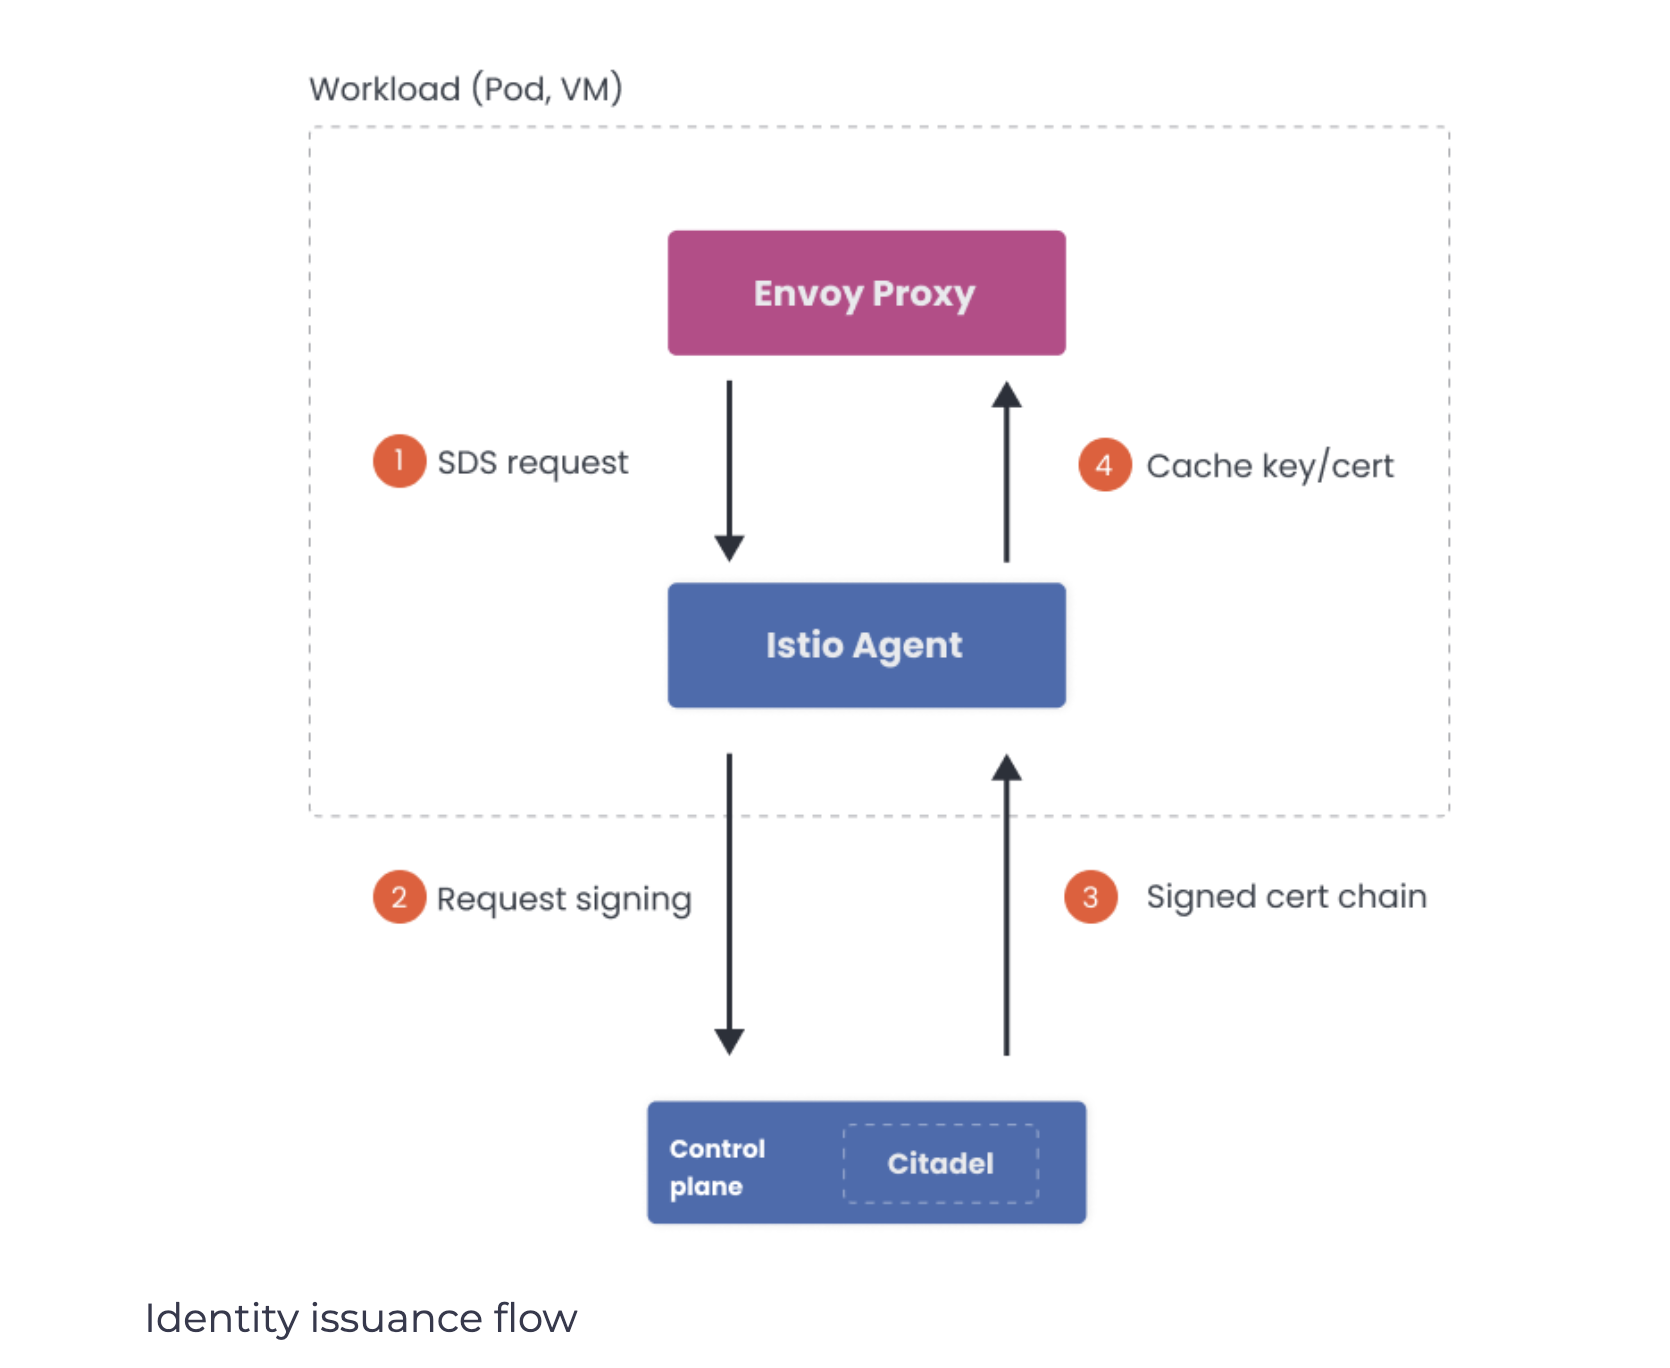 Workload (Pod, VM)
Envoy Proxy
1 SDS request
4 Cache key/cert
Istio Agent
2 Request signing
3 Signed cert chain
Control
plane
Citadel
Identity issuance flow